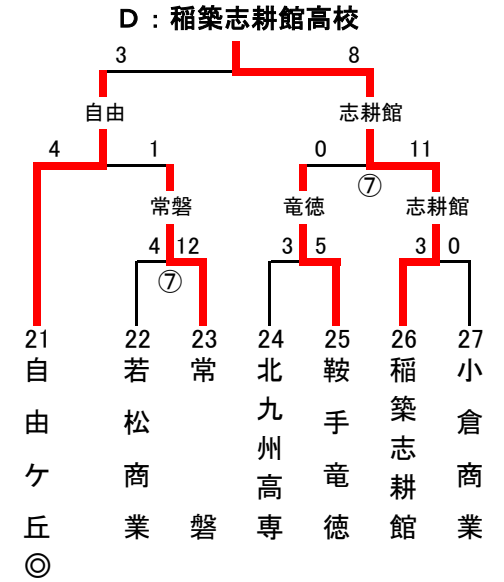 D：稲築志耕館高校
3 8
自由 志耕館
4 1 0 11
⑦
常磐 竜徳 志耕館
4 12 3 5 3 0
⑦
21 22 23 24 25 26 27
自由ケ丘◎
若松商業
常磐
北九州高専
鞍手竜徳
稲築志耕館
小倉商業